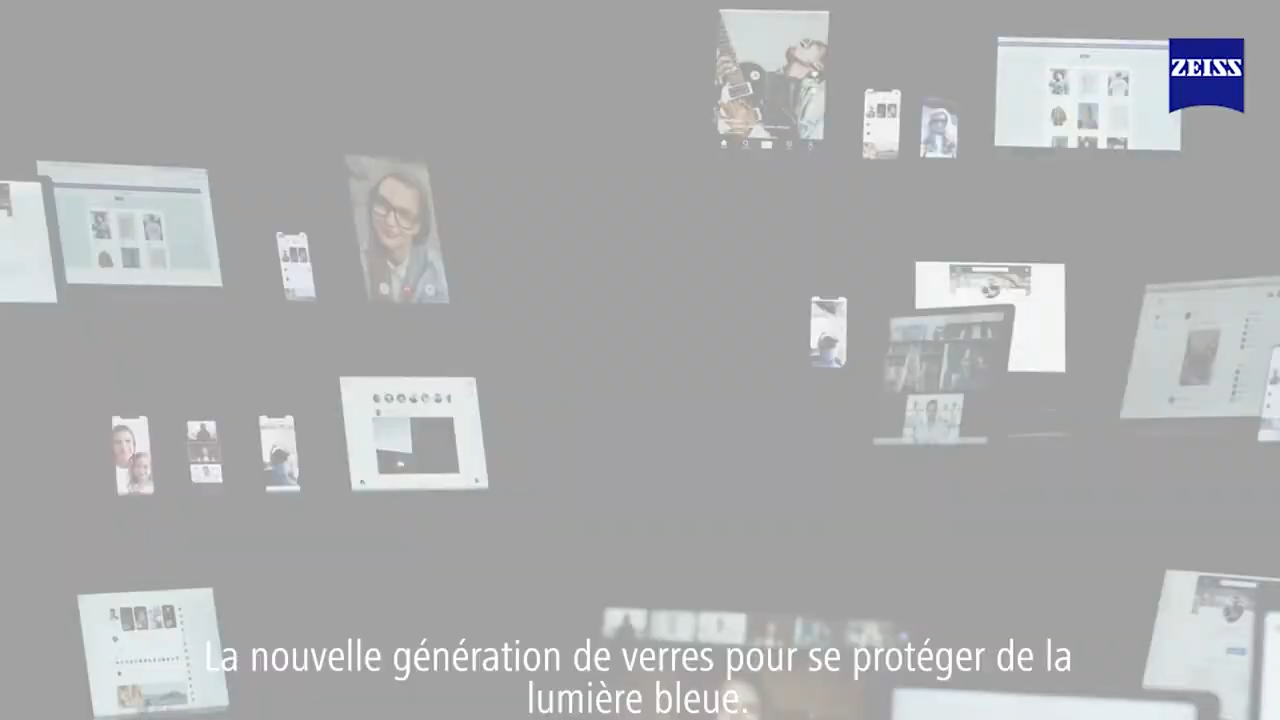 ZEISS
La nouvelle génération de verres pour se protéger de la
lumière bleue.